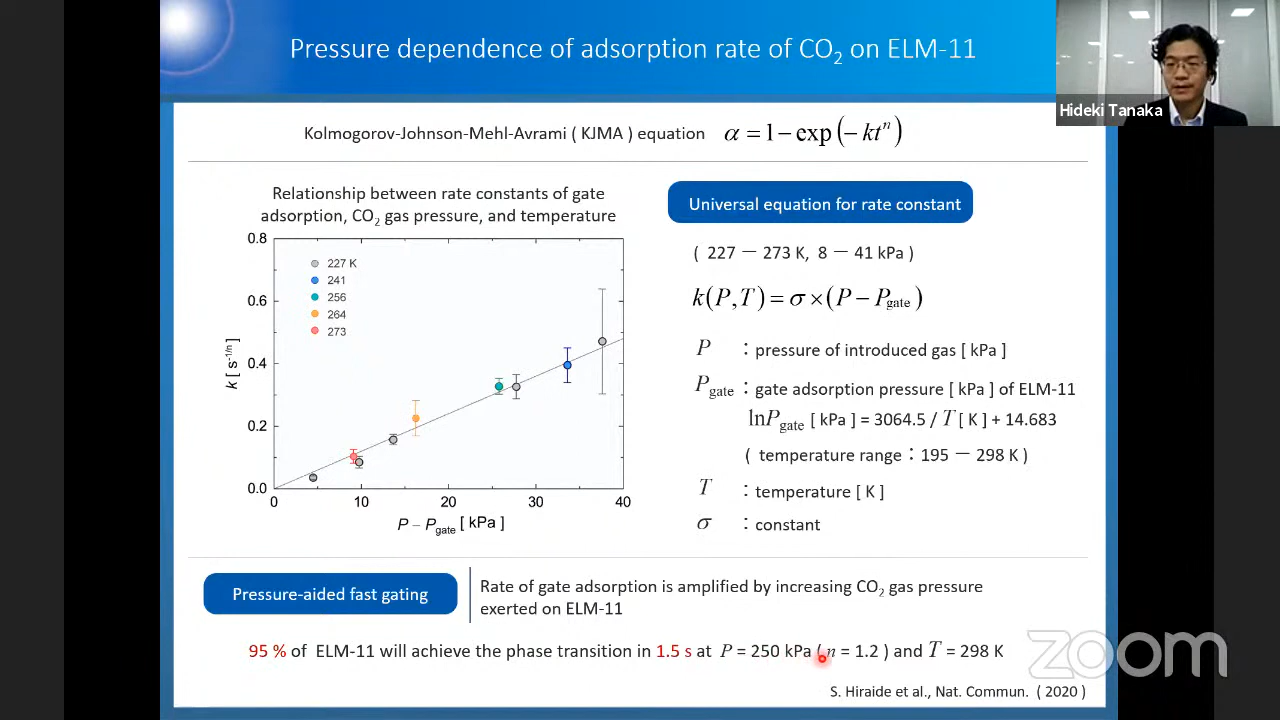 Pressure dependence of adsorption rate of CO₂ on ELM-11
Hideki Tanaka
Kolmogorov-Johnson-Mehl-Avrami ( KJMA ) equation α = 1 − exp(− ktⁿ)
Relationship between rate constants of gate
adsorption, CO₂ gas pressure, and temperature
0.8
0.6
0.4
0.2
0.0
k [ s⁻¹/ⁿ]
227 K
241
256
264
273
0 10 20 30 40
P − Pgate [ kPa ]
Universal equation for rate constant
( 227 − 273 K, 8 − 41 kPa )
k(P,T) = σ × (P − Pgate)
P : pressure of introduced gas [ kPa ]
Pgate : gate adsorption pressure [ kPa ] of ELM-11
lnPgate [ kPa ] = 3064.5 / T [ K ] + 14.683
( temperature range : 195 − 298 K )
T : temperature [ K ]
σ : constant
Pressure-aided fast gating
Rate of gate adsorption is amplified by increasing CO₂ gas pressure
exerted on ELM-11
95 % of ELM-11 will achieve the phase transition in 1.5 s at P = 250 kPa ( n = 1.2 ) and T = 298 K
zoom
S. Hiraide et al., Nat. Commun. ( 2020 )